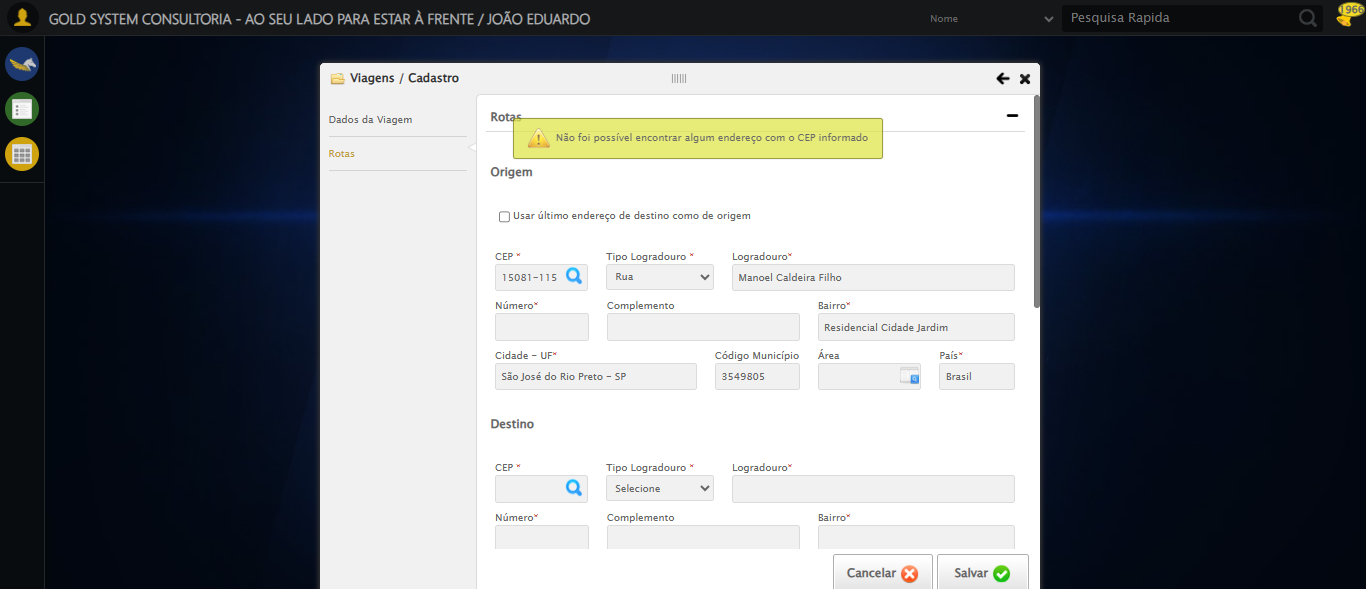 GOLD SYSTEM CONSULTORIA - AO SEU LADO PARA ESTAR À FRENTE / JOÃO EDUARDO
Nome
Pesquisa Rapida
1966
Viagens / Cadastro
Dados da Viagem
Rotas
Rotas
Não foi possível encontrar algum endereço com o CEP informado
Origem
Usar último endereço de destino como de origem
CEP * Tipo Logradouro * Logradouro*
15081-115 Rua Manoel Caldeira Filho
Número* Complemento Bairro*
Residencial Cidade Jardim
Cidade - UF* Código Município Área País*
São José do Rio Preto - SP 3549805 Brasil
Destino
CEP * Tipo Logradouro * Logradouro*
Selecione
Número* Complemento Bairro*
Cancelar Salvar